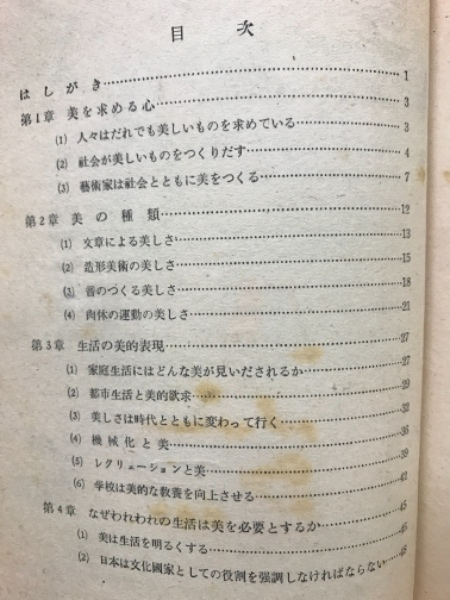 目次
はしがき……1
第1章 美を求める心……3
(1) 人々はだれでも美しいものを求めている……3
(2) 社会が美しいものをつくりだす……4
(3) 藝術家は社会とともに美をつくる……7
第2章 美の種類……12
(1) 文章による美しさ……13
(2) 造形美術の美しさ……15
(3) 音のつくる美しさ……18
(4) 肉体の運動の美しさ……21
第3章 生活の美的表現……27
(1) 家庭生活にはどんな美が見いだされるか……27
(2) 都市生活と美的欲求……29
(3) 美しさは時代とともに変わって行く……33
(4) 機械化と美……36
(5) レクリューションと美……39
(6) 学校は美的な教養を向上させる……42
第4章 なぜわれわれの生活は美を必要とするか……45
(1) 美は生活を明るくする……45
(2) 日本は文化國家としての役割を強調しなければならない……48